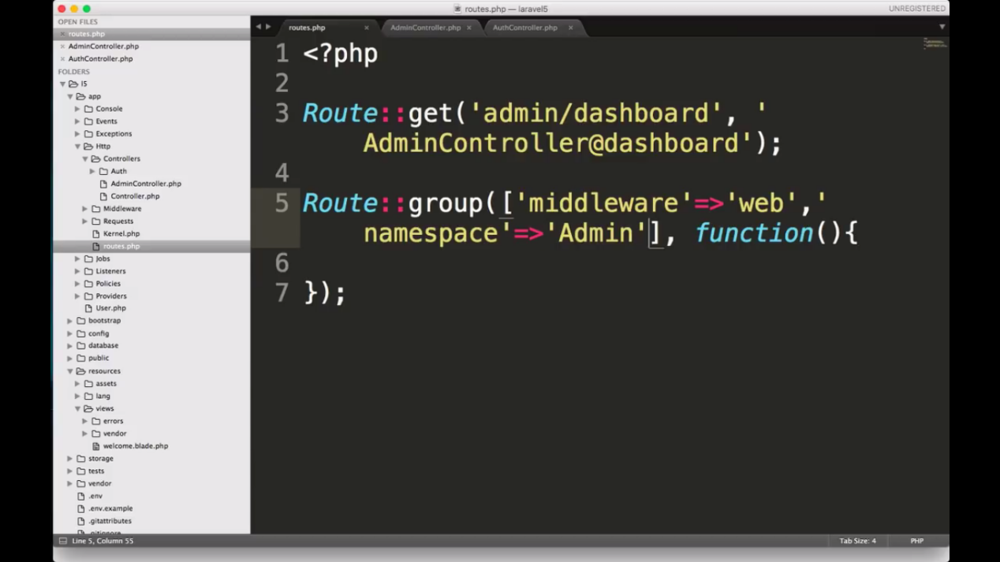 routes.php — laravel5
UNREGISTERED
OPEN FILES
routes.php
AdminController.php
AuthController.php
FOLDERS
l5
app
Console
Events
Exceptions
Http
Controllers
Auth
AdminController.php
Controller.php
Middleware
Requests
Kernel.php
routes.php
Jobs
Listeners
Policies
Providers
User.php
bootstrap
config
database
public
resources
assets
lang
views
errors
vendor
welcome.blade.php
storage
tests
vendor
.env
.env.example
.gitattributes
.gitignore
routes.php
AdminController.php
AuthController.php
1 <?php
2
3 Route::get('admin/dashboard', '
AdminController@dashboard');
4
5 Route::group(['middleware'=>'web','
namespace'=>'Admin'], function(){
6
7 });
Line 5, Column 55
Tab Size: 4
PHP